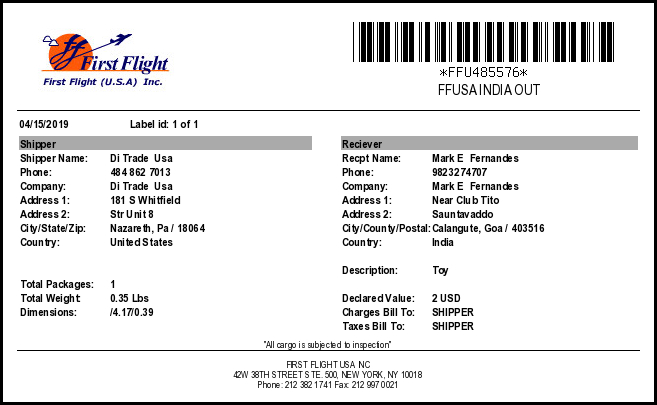 First Flight
First Flight (U.S.A) Inc.
*FFU485576*
FFUSA INDIA OUT
04/15/2019 Label id: 1 of 1
Shipper Reciever
Shipper Name: Di Trade Usa Recpt Name: Mark E Fernandes
Phone: 484 862 7013 Phone: 9823274707
Company: Di Trade Usa Company: Mark E Fernandes
Address 1: 181 S Whitfield Address 1: Near Club Tito
Address 2: Str Unit 8 Address 2: Sauntavaddo
City/State/Zip: Nazareth, Pa / 18064 City/County/Postal: Calangute, Goa / 403516
Country: United States Country: India
Description: Toy
Total Packages: 1
Total Weight: 0.35 Lbs Declared Value: 2 USD
Dimensions: /4.17/0.39 Charges Bill To: SHIPPER
Taxes Bill To: SHIPPER
"All cargo is subjected to inspection"
FIRST FLIGHT USA INC
42W 38TH STREET STE. 500, NEW YORK, NY 10018
Phone: 212 382 1741 Fax: 212 997 0021